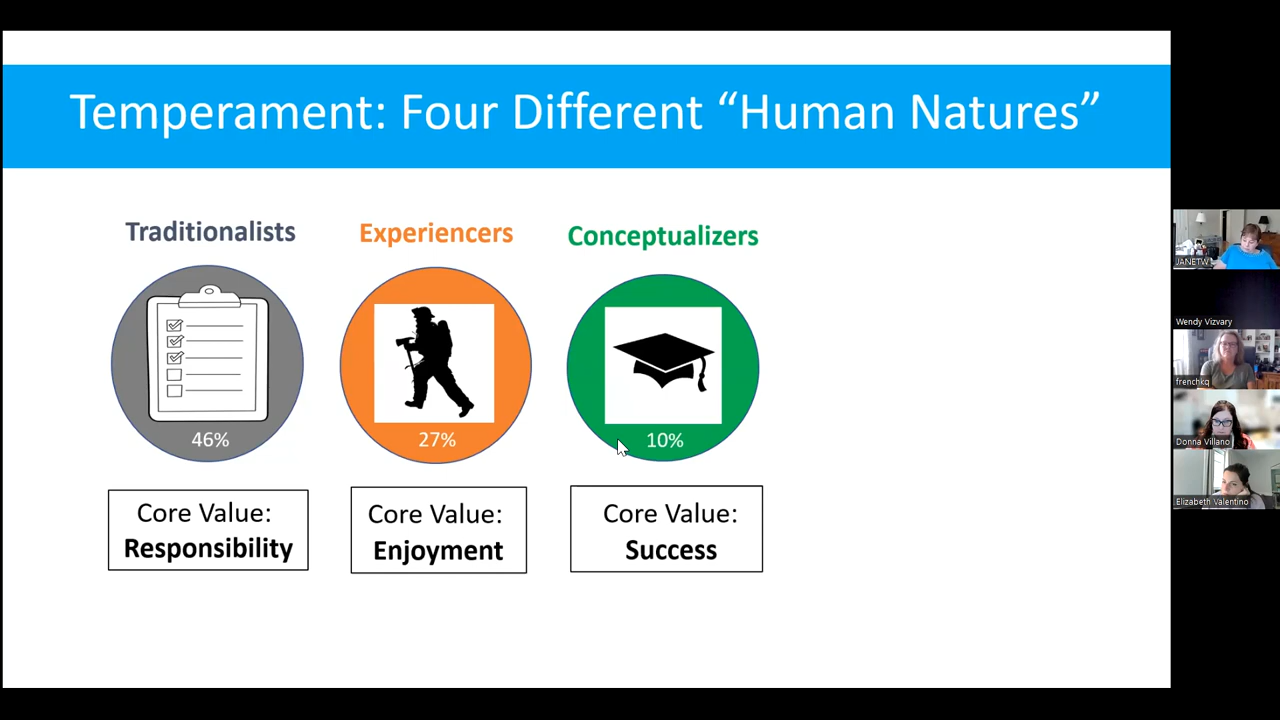 Temperament: Four Different “Human Natures”
Traditionalists
Experiencers
Conceptualizers
46%
27%
10%
Core Value:
Responsibility
Core Value:
Enjoyment
Core Value:
Success
JANETW
Wendy Vizvary
frenchkq
Donna Villano
Elizabeth Valentino